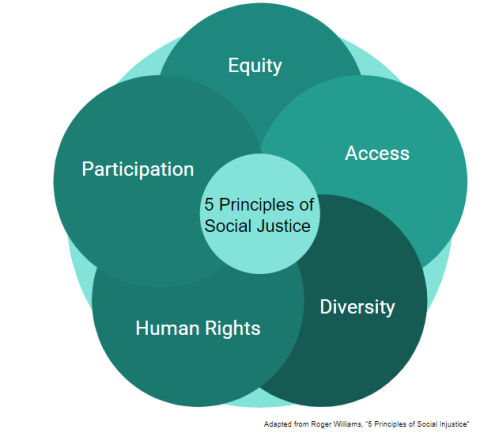 Equity
Access
Participation
5 Principles of
Social Justice
Diversity
Human Rights
Adapted from Roger Williams, "5 Principles of Social Injustice"